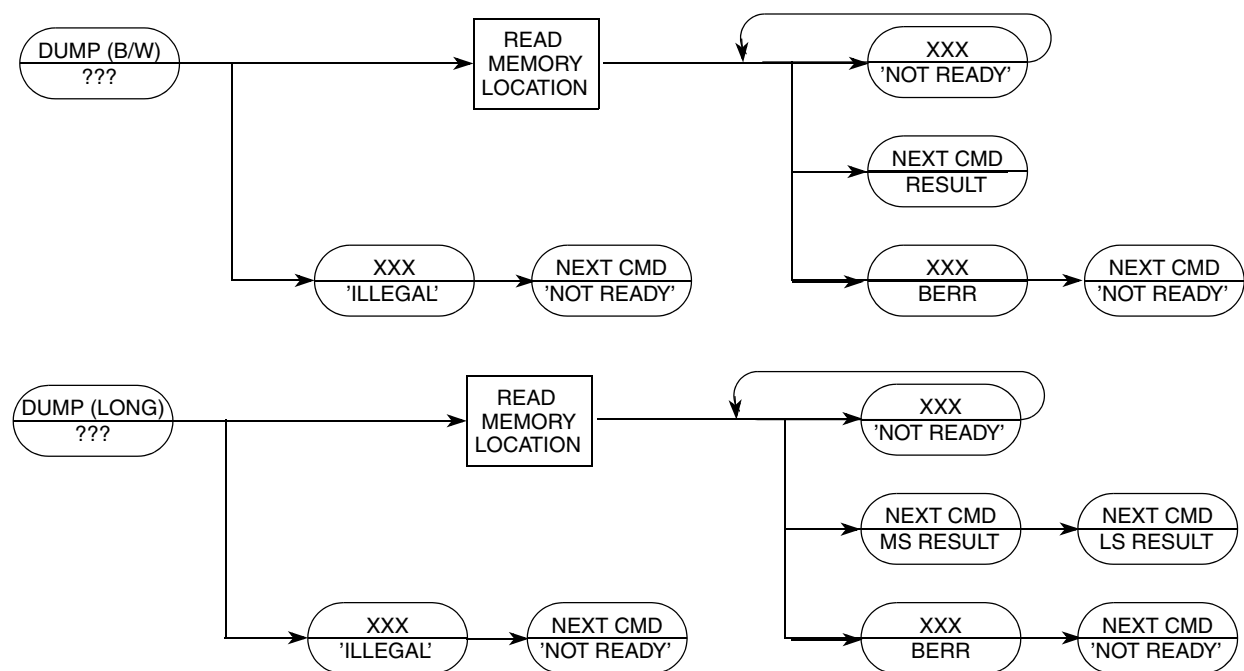 DUMP (B/W)
???
READ
MEMORY
LOCATION
XXX
'NOT READY'
NEXT CMD
RESULT
XXX
'ILLEGAL'
NEXT CMD
'NOT READY'
XXX
BERR
NEXT CMD
'NOT READY'
DUMP (LONG)
???
READ
MEMORY
LOCATION
XXX
'NOT READY'
NEXT CMD
MS RESULT
NEXT CMD
LS RESULT
XXX
'ILLEGAL'
NEXT CMD
'NOT READY'
XXX
BERR
NEXT CMD
'NOT READY'